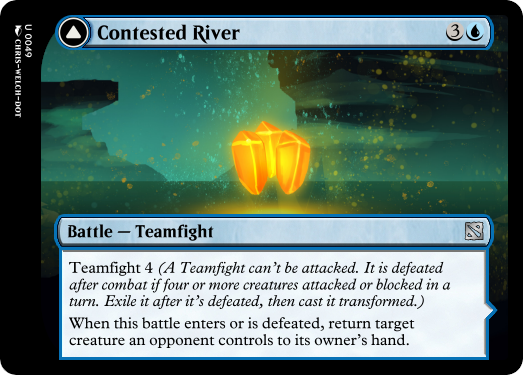 Contested River 3
Battle — Teamfight
Teamfight 4 (A Teamfight can't be attacked. It is defeated
after combat if four or more creatures attacked or blocked in a
turn. Exile it after it's defeated, then cast it transformed.)
When this battle enters or is defeated, return target
creature an opponent controls to its owner's hand.
U 0049
CHRIS-WELCH-DOT